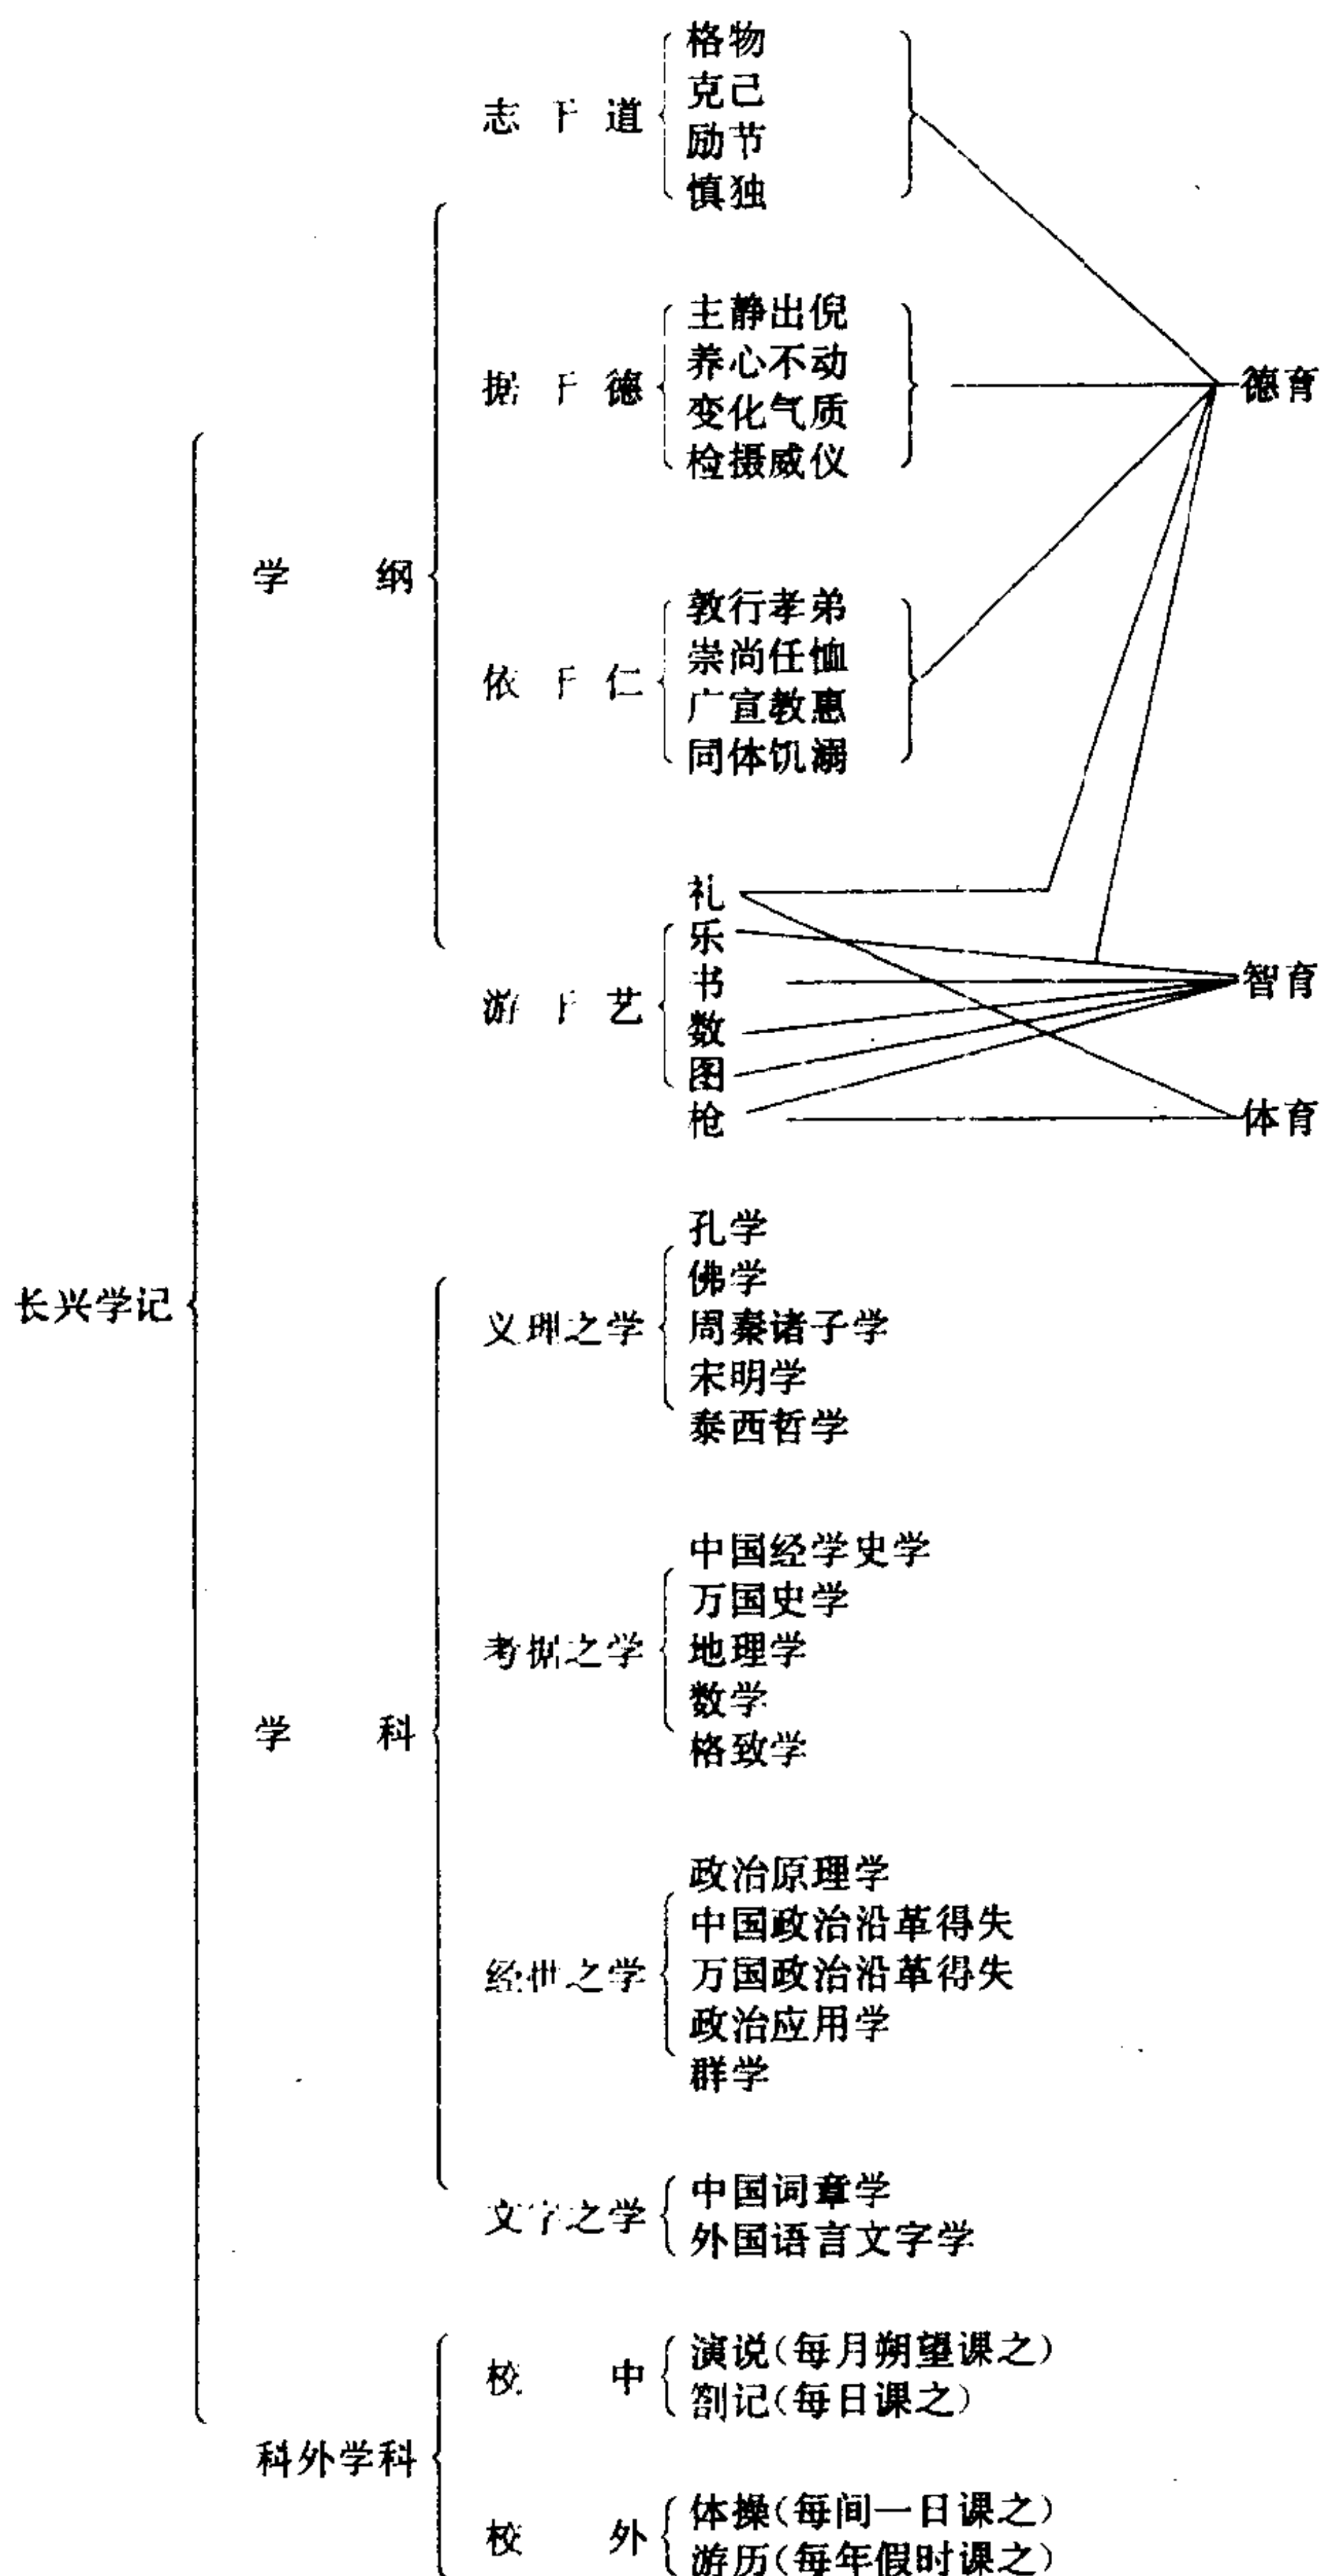 长兴学记
学纲
志于道
格物
克己
励节
慎独
据于德
主静出倪
养心不动
变化气质
检摄威仪
依于仁
敦行孝弟
崇尚任恤
广宣教惠
同体饥溺
游于艺
礼
乐
书
数
图
枪
德育
智育
体育
学科
义理之学
孔学
佛学
周秦诸子学
宋明学
泰西哲学
考据之学
中国经学史学
万国史学
地理学
数学
格致学
经世之学
政治原理学
中国政治沿革得失
万国政治沿革得失
政治应用学
群学
文字之学
中国词章学
外国语言文字学
科外学科
校中
演说(每月朔望课之)
劄记(每日课之)
校外
体操(每间一日课之)
游历(每年假时课之)